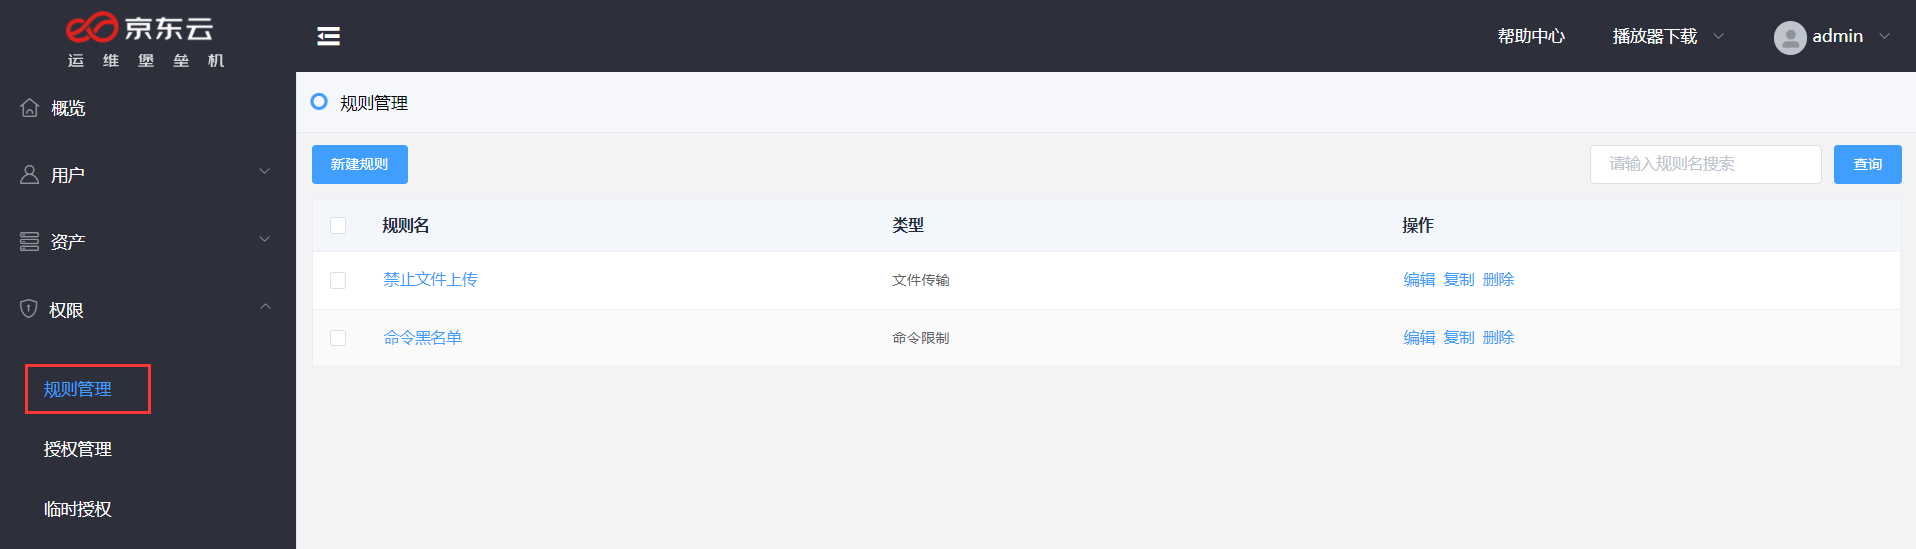 京东云
运维堡垒机
帮助中心
播放器下载
admin
概览
用户
资产
权限
规则管理
授权管理
临时授权
规则管理
新建规则
请输入规则名搜索
查询
规则名 类型 操作
禁止文件上传 文件传输 编辑 复制 删除
命令黑名单 命令限制 编辑 复制 删除